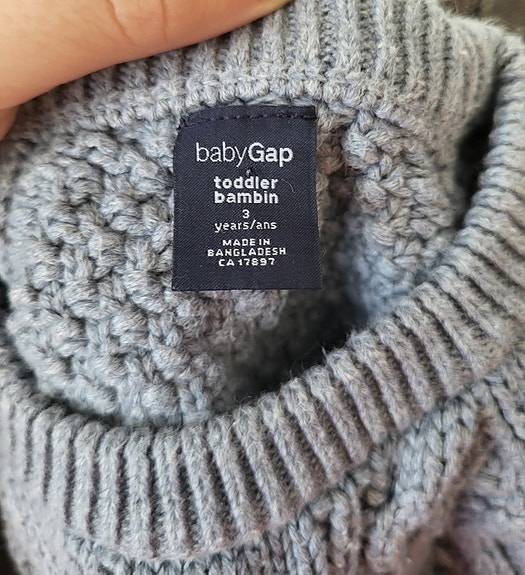 babyGap
toddler
bambin
3
years/ans
MADE IN
BANGLADESH
CA 17897